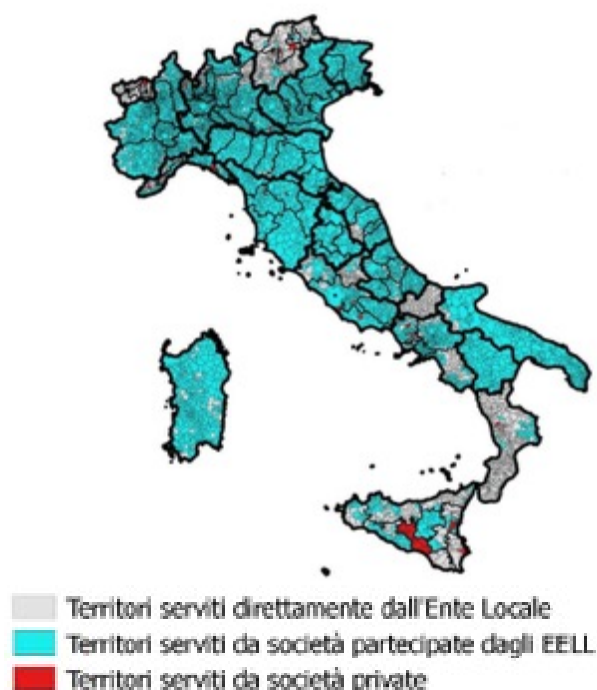 Territori serviti direttamente dall'Ente Locale
Territori serviti da società partecipate dagli EELL
Territori serviti da società private